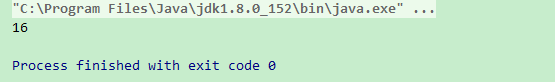 "C:\Program Files\Java\jdk1.8.0_152\bin\java.exe" ...
16
Process finished with exit code 0